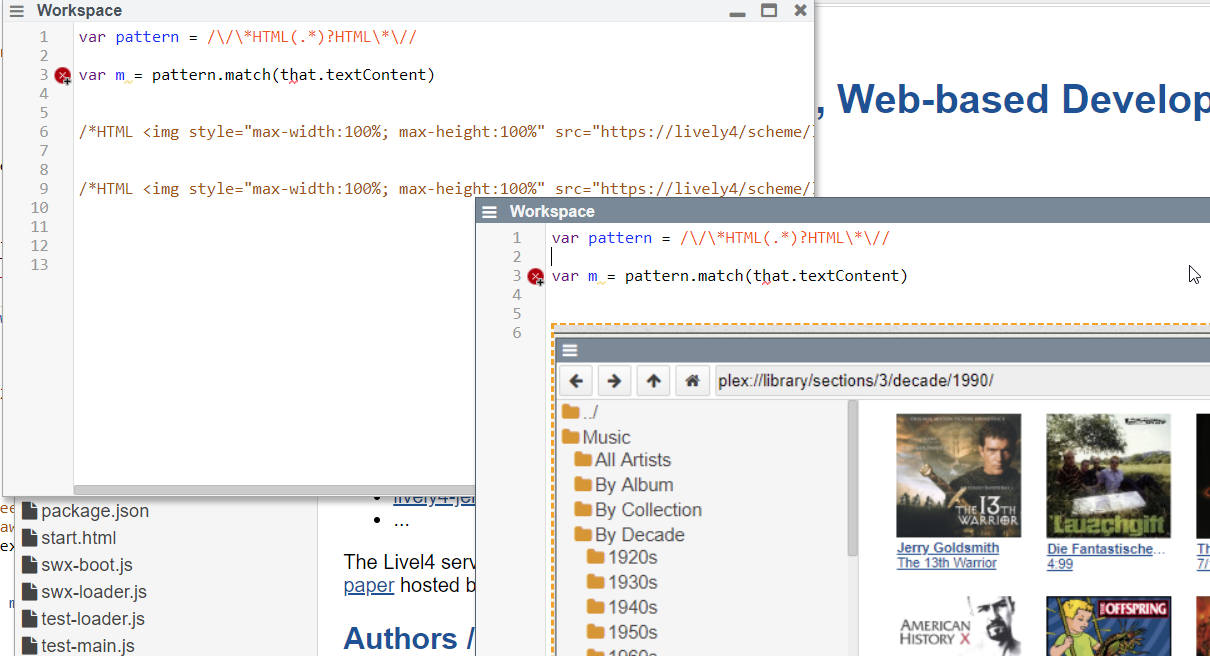 Workspace
1 var pattern = /\/\*HTML(.*)?HTML\*\//
2
3 var m = pattern.match(that.textContent)
4
5
6 /*HTML <img style="max-width:100%; max-height:100%" src="https://lively4/scheme/
7
8
9 /*HTML <img style="max-width:100%; max-height:100%" src="https://lively4/scheme/
10
11
12
13
, Web-based Develop
Workspace
1 var pattern = /\/\*HTML(.*)?HTML\*\//
2
3 var m = pattern.match(that.textContent)
4
5
6
plex://library/sections/3/decade/1990/
../
Music
All Artists
By Album
By Collection
By Decade
1920s
1930s
1940s
1950s
1960s
THE 13TH WARRIOR
Jerry Goldsmith
The 13th Warrior
Lauschgift
Die Fantastische...
4:99
Th
7/
AMERICAN HISTORY X
THE OFFSPRING
package.json
start.html
swx-boot.js
swx-loader.js
test-loader.js
test-main.js
lively4-je
...
The Livel4 serv
paper hosted b
Authors /